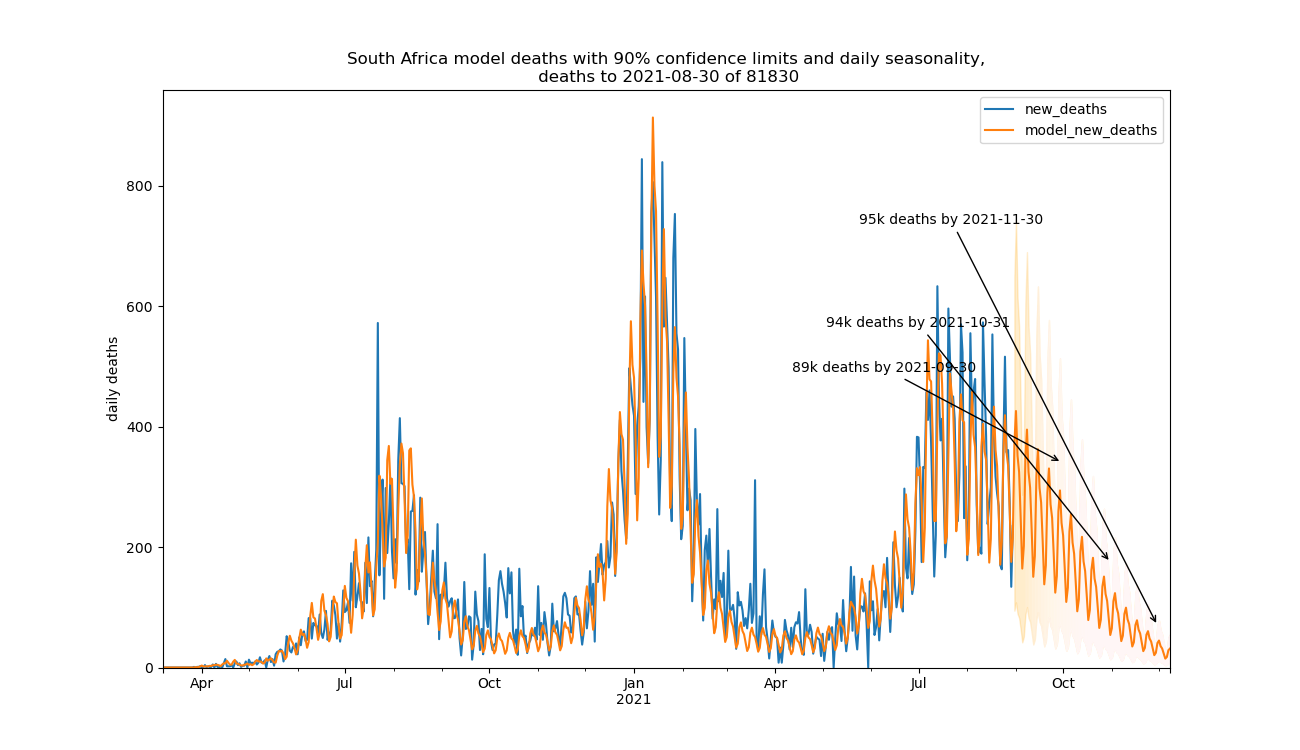 South Africa model deaths with 90% confidence limits and daily seasonality,
deaths to 2021-08-30 of 81830
new_deaths
model_new_deaths
daily deaths
800
600
400
200
0
95k deaths by 2021-11-30
94k deaths by 2021-10-31
89k deaths by 2021-09-30
Apr
Jul
Oct
Jan
2021
Apr
Jul
Oct